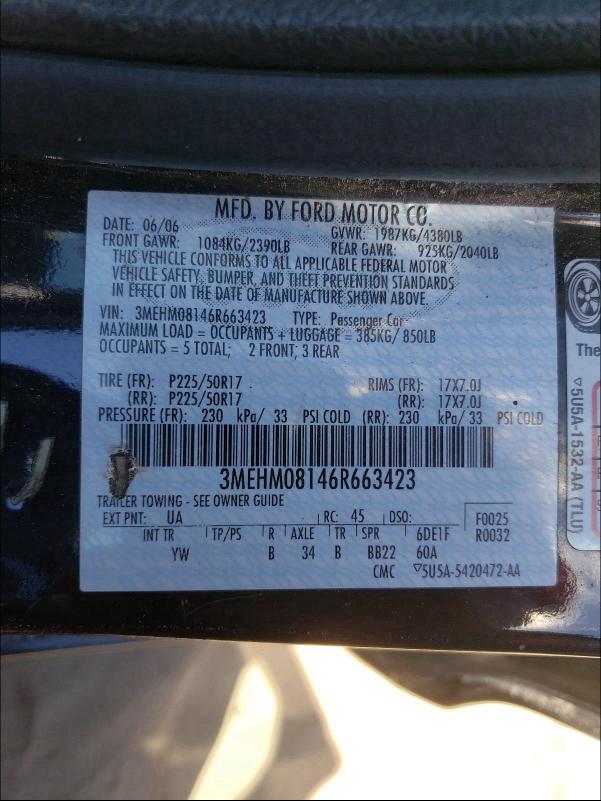 MFD. BY FORD MOTOR CO.
DATE: 06/06 GVWR: 1987KG/4380LB
FRONT GAWR: 1084KG/2390LB REAR GAWR: 925KG/2040LB
THIS VEHICLE CONFORMS TO ALL APPLICABLE FEDERAL MOTOR
VEHICLE SAFETY, BUMPER, AND THEFT PREVENTION STANDARDS
IN EFFECT ON THE DATE OF MANUFACTURE SHOWN ABOVE.
VIN: 3MEHM08146R663423 TYPE: Passenger Car
MAXIMUM LOAD = OCCUPANTS + LUGGAGE = 385KG/ 850LB
OCCUPANTS = 5 TOTAL; 2 FRONT; 3 REAR
TIRE (FR): P225/50R17 RIMS (FR): 17X7.0J
(RR): P225/50R17 (RR): 17X7.0J
PRESSURE (FR): 230 kPa/ 33 PSI COLD (RR): 230 kPa/ 33 PSI COLD
3MEHM08146R663423
TRAILER TOWING - SEE OWNER GUIDE
EXT PNT: UA RC: 45 DSO: F0025
INT TR TP/PS R AXLE TR SPR 6DE1F R0032
YW B 34 B BB22 60A
CMC ▽5U5A-5420472-AA
The
▽5U5A-1532-AA (TLU)